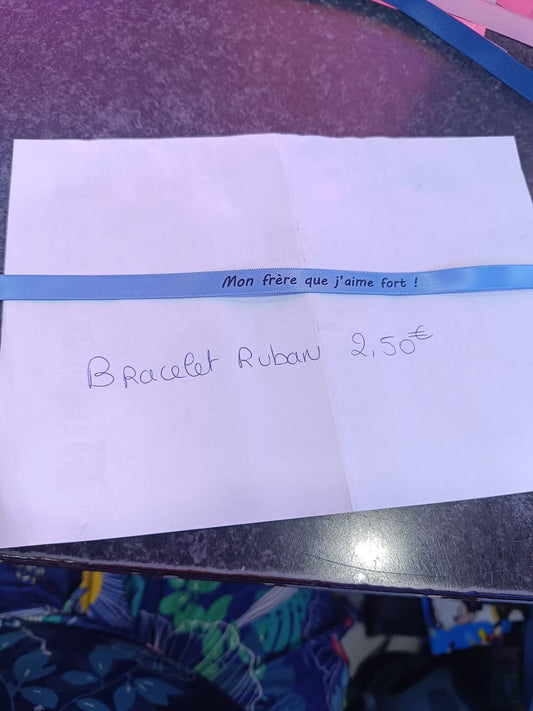 Mon frère que j'aime fort !
Bracelet Ruban 2,50€